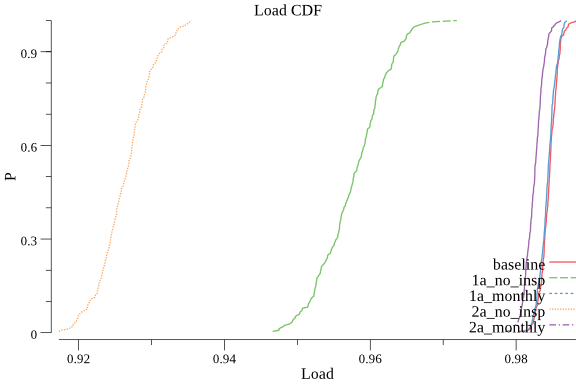 Load CDF
0.9
0.6
0.3
0
P
baseline
1a_no_insp
1a_monthly
2a_no_insp
2a_monthly
0.92 0.94 0.96 0.98
Load